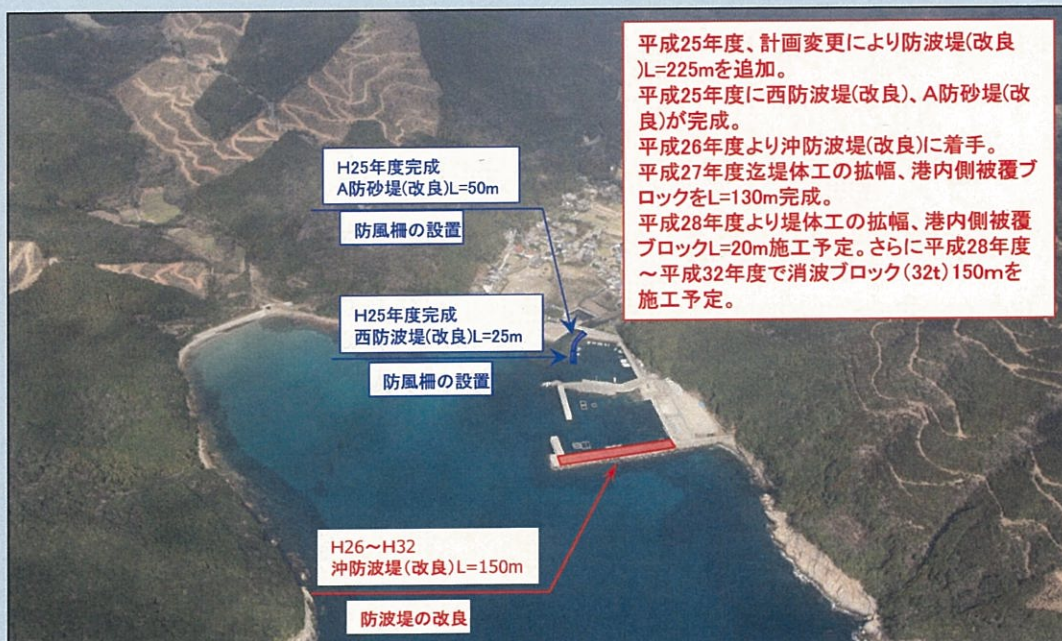 平成25年度、計画変更により防波堤(改良
)L=225mを追加。
平成25年度に西防波堤(改良)、A防砂堤(改
良)が完成。
平成26年度より沖防波堤(改良)に着手。
平成27年度迄堤体工の拡幅、港内側被覆ブ
ロックをL=130m完成。
平成28年度より堤体工の拡幅、港内側被覆
ブロックL=20m施工予定。さらに平成28年度
~平成32年度で消波ブロック(32t)150mを
施工予定。
H25年度完成
A防砂堤(改良)L=50m
防風柵の設置
H25年度完成
西防波堤(改良)L=25m
防風柵の設置
H26~H32
沖防波堤(改良)L=150m
防波堤の改良